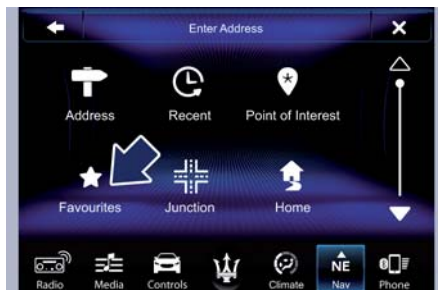 Enter Address
Address Recent Point of Interest
Favourites Junction Home
NE
Radio Media Controls Climate Nav Phone